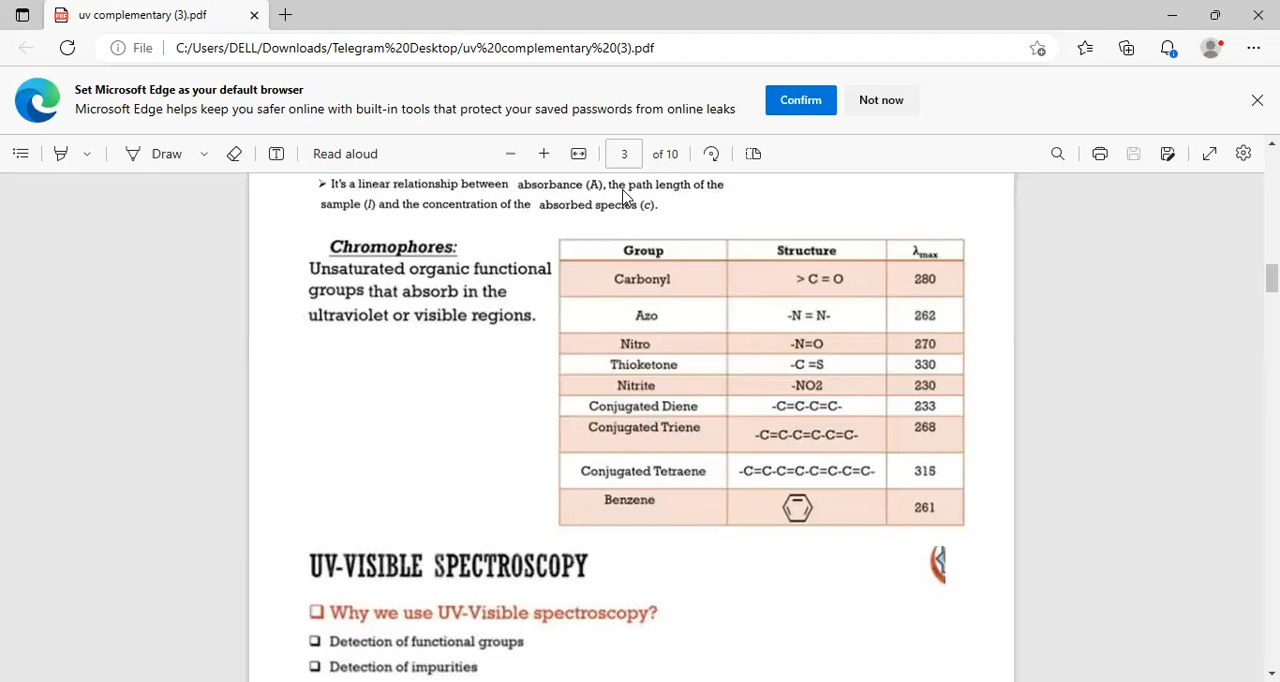 uv complementary (3).pdf
File
C:/Users/DELL/Downloads/Telegram%20Desktop/uv%20complementary%20(3).pdf
Set Microsoft Edge as your default browser
Microsoft Edge helps keep you safer online with built-in tools that protect your saved passwords from online leaks
Confirm
Not now
Draw
Read aloud
3 of 10
➢ It's a linear relationship between absorbance (A), the path length of the
sample (l) and the concentration of the absorbed species (c).
Chromophores:
Unsaturated organic functional
groups that absorb in the
ultraviolet or visible regions.
Group Structure λmax
Carbonyl > C = O 280
Azo -N = N- 262
Nitro -N=O 270
Thioketone -C =S 330
Nitrite -NO2 230
Conjugated Diene -C=C-C=C- 233
Conjugated Triene -C=C-C=C-C=C- 268
Conjugated Tetraene -C=C-C=C-C=C-C=C- 315
Benzene 261
UV-VISIBLE SPECTROSCOPY
❑ Why we use UV-Visible spectroscopy?
❑ Detection of functional groups
❑ Detection of impurities